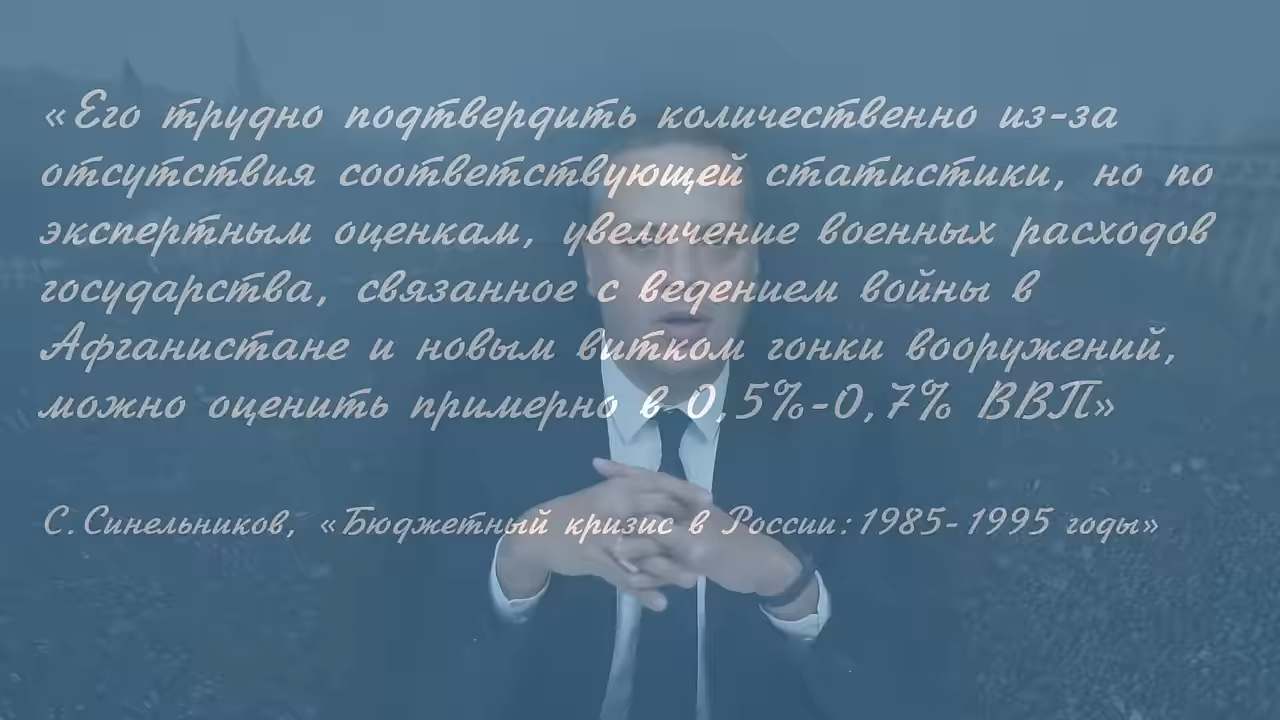 «Его трудно подтвердить количественно из-за
отсутствия соответствующей статистики, но по
экспертным оценкам, увеличение военных расходов
государства, связанное с ведением войны в
Афганистане и новым витком гонки вооружений,
можно оценить примерно в 0,5%-0,7% ВВП»
С.Синельников, «Бюджетный кризис в России:1985-1995 годы»